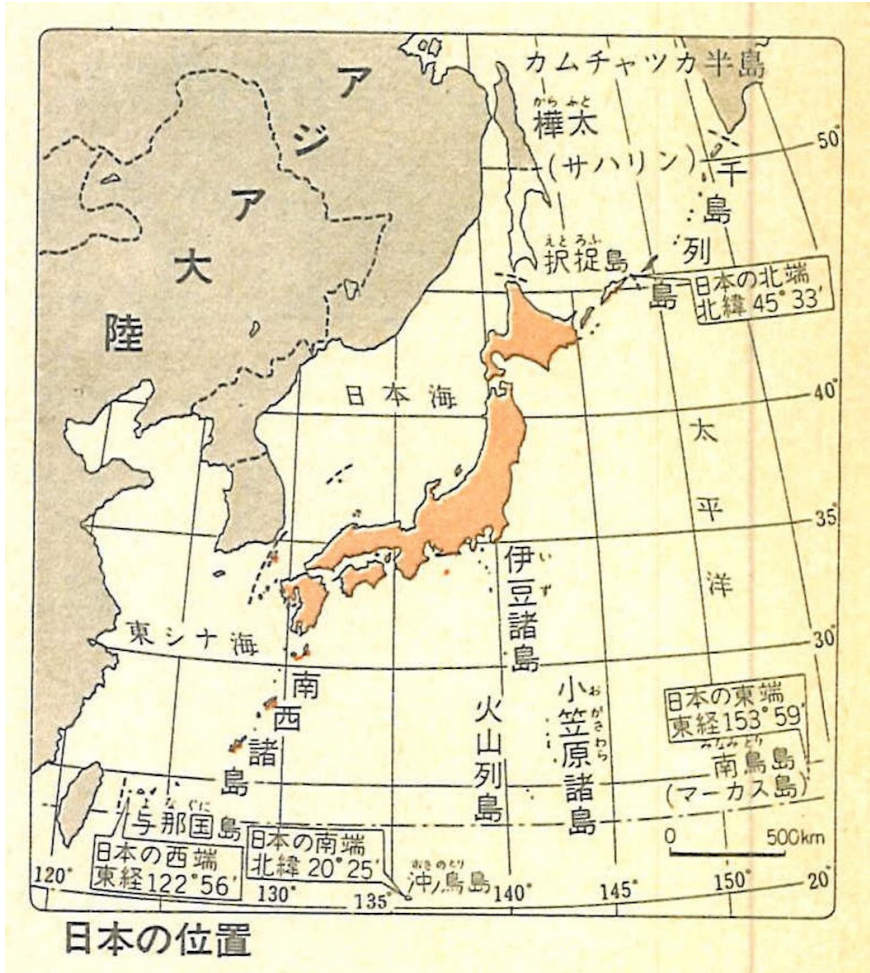 カムチャツカ半島
アジア大陸
から ふと
樺太
(サハリン)
千島列島
えと ろふ
択捉島
日本の北端
北緯45°33′
50°
40°
35°
30°
日本海
太平洋
東シナ海
い ず
伊豆諸島
南西諸島
火山列島
お がさ わら
小笠原諸島
日本の東端
東経153°59′
みなみ とり
南鳥島
(マーカス島)
0 500km
よ な ぐに
与那国島
日本の西端
東経122°56′
日本の南端
北緯20°25′
おき の とり
沖ノ鳥島
120°
130°
135°
140°
145°
150°
20°
日本の位置